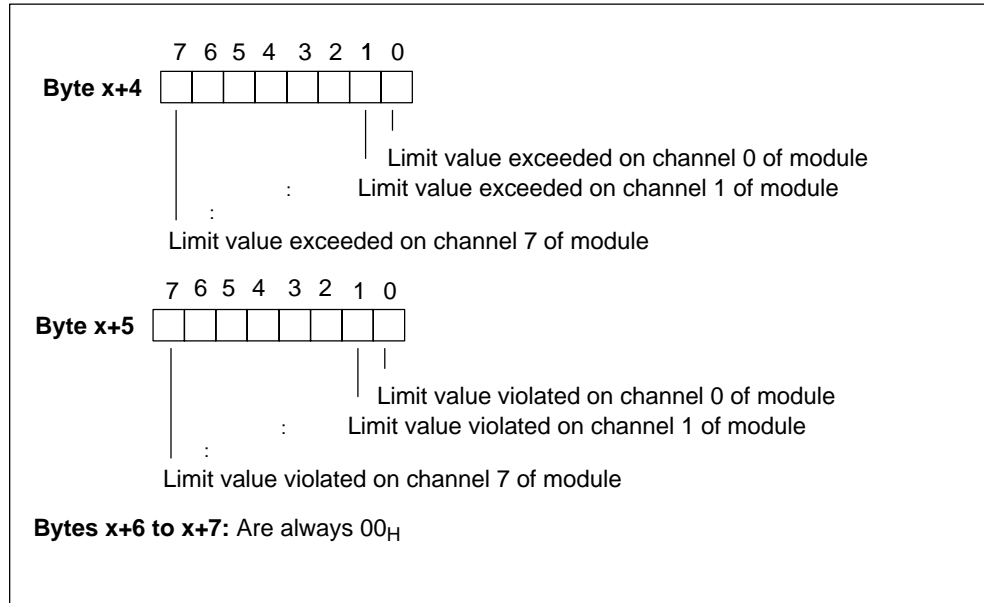 7 6 5 4 3 2 1 0
Byte x+4
Limit value exceeded on channel 0 of module
: Limit value exceeded on channel 1 of module
:
Limit value exceeded on channel 7 of module
7 6 5 4 3 2 1 0
Byte x+5
Limit value violated on channel 0 of module
: Limit value violated on channel 1 of module
:
Limit value violated on channel 7 of module
Bytes x+6 to x+7: Are always 00H